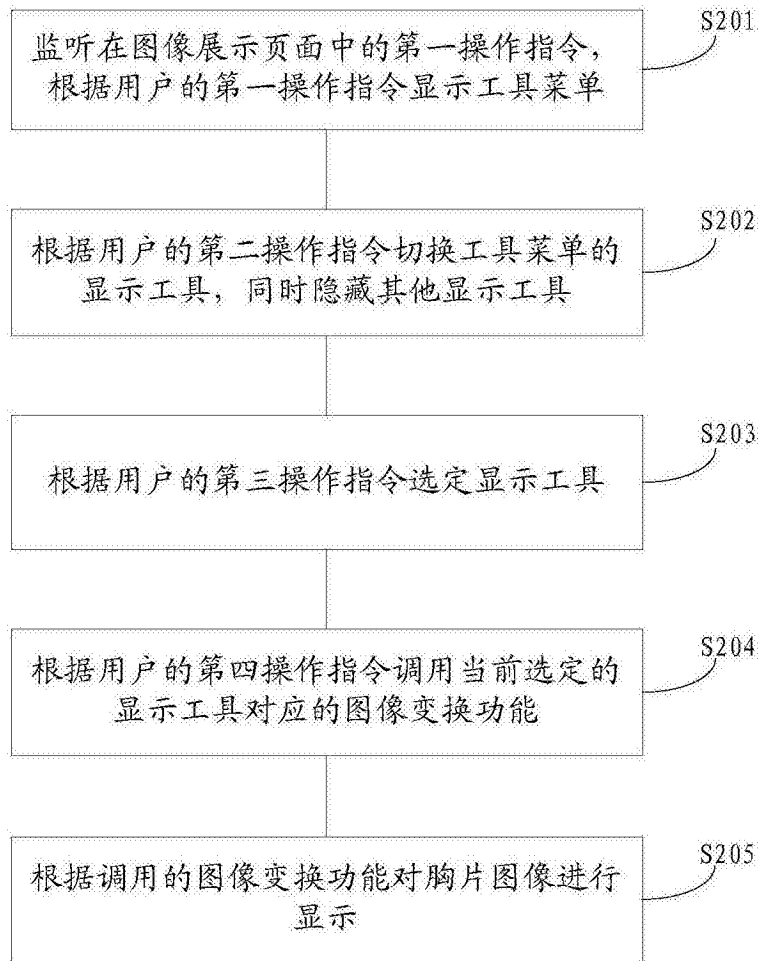 监听在图像展示页面中的第一操作指令，
根据用户的第一操作指令显示工具菜单
S201
根据用户的第二操作指令切换工具菜单的
显示工具，同时隐藏其他显示工具
S202
根据用户的第三操作指令选定显示工具
S203
根据用户的第四操作指令调用当前选定的
显示工具对应的图像变换功能
S204
根据调用的图像变换功能对胸片图像进行
显示
S205